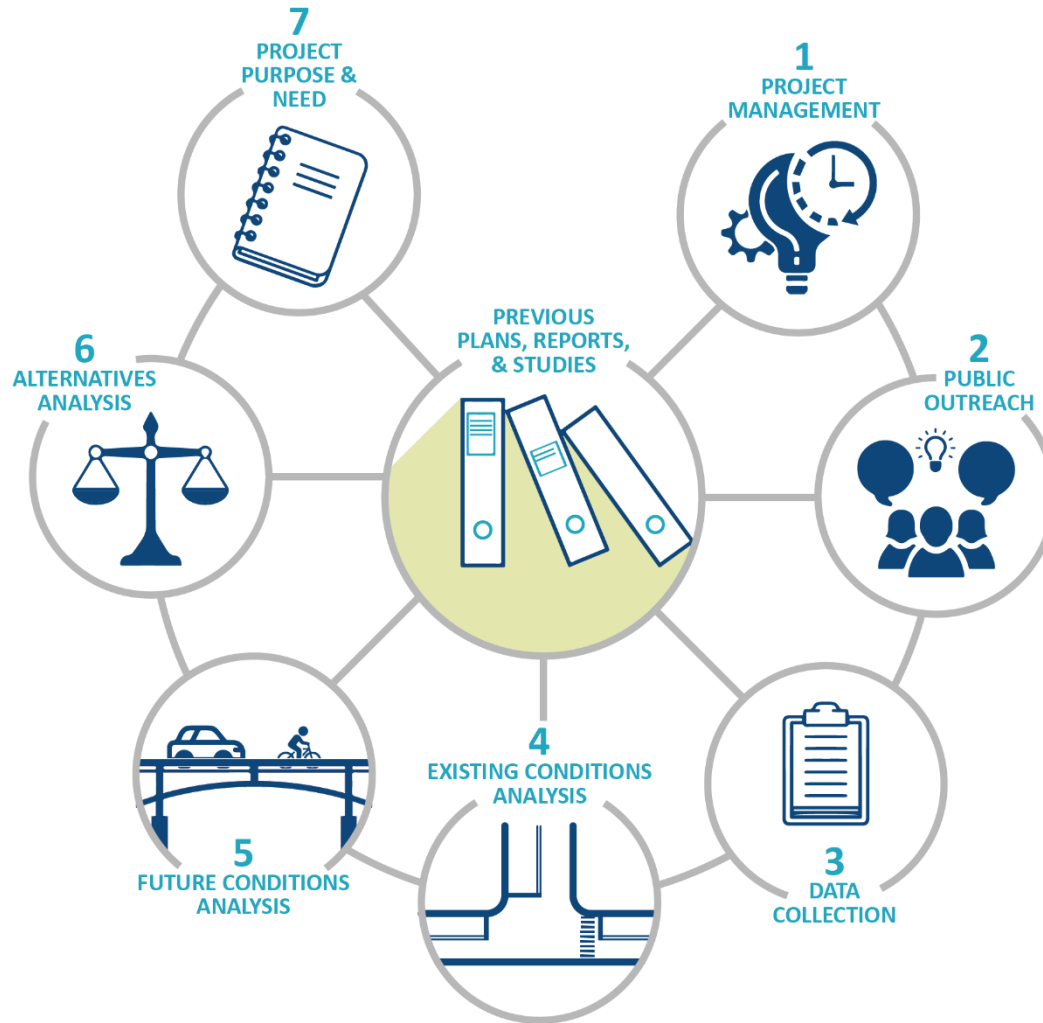 7
PROJECT
PURPOSE &
NEED
1
PROJECT
MANAGEMENT
PREVIOUS
PLANS, REPORTS,
& STUDIES
6
ALTERNATIVES
ANALYSIS
2
PUBLIC
OUTREACH
5
FUTURE CONDITIONS
ANALYSIS
4
EXISTING CONDITIONS
ANALYSIS
3
DATA
COLLECTION